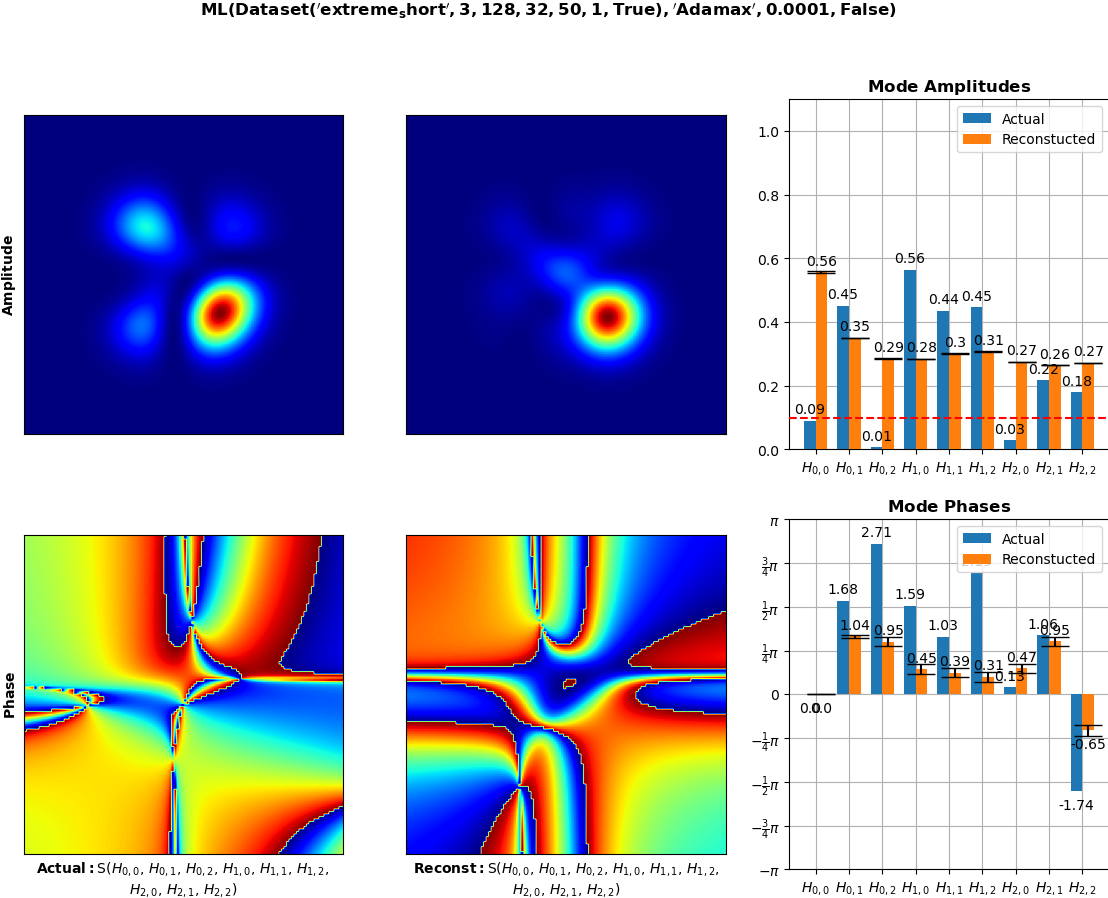 ML(Dataset('extreme_short', 3, 128, 32, 50, 1, True), 'Adamax', 0.0001, False)
Amplitude
Mode Amplitudes
Actual
Reconstucted
1.0
0.8
0.6
0.4
0.2
0.0
0.09 0.56
0.45 0.35
0.01 0.29
0.56 0.28
0.44 0.3
0.45 0.31
0.03 0.27
0.22 0.26
0.18 0.27
H0,0 H0,1 H0,2 H1,0 H1,1 H1,2 H2,0 H2,1 H2,2
Phase
Actual: S(H0,0, H0,1, H0,2, H1,0, H1,1, H1,2,
H2,0, H2,1, H2,2)
Reconst: S(H0,0, H0,1, H0,2, H1,0, H1,1, H1,2,
H2,0, H2,1, H2,2)
Mode Phases
Actual
Reconstucted
π
3/4π
1/2π
1/4π
0
−1/4π
−1/2π
−3/4π
−π
0.0 0.0
1.68 1.04
2.71 0.95
1.59 0.45
1.03 0.39
0.31
0.13 0.47
1.06 0.95
-1.74 -0.65
H0,0 H0,1 H0,2 H1,0 H1,1 H1,2 H2,0 H2,1 H2,2